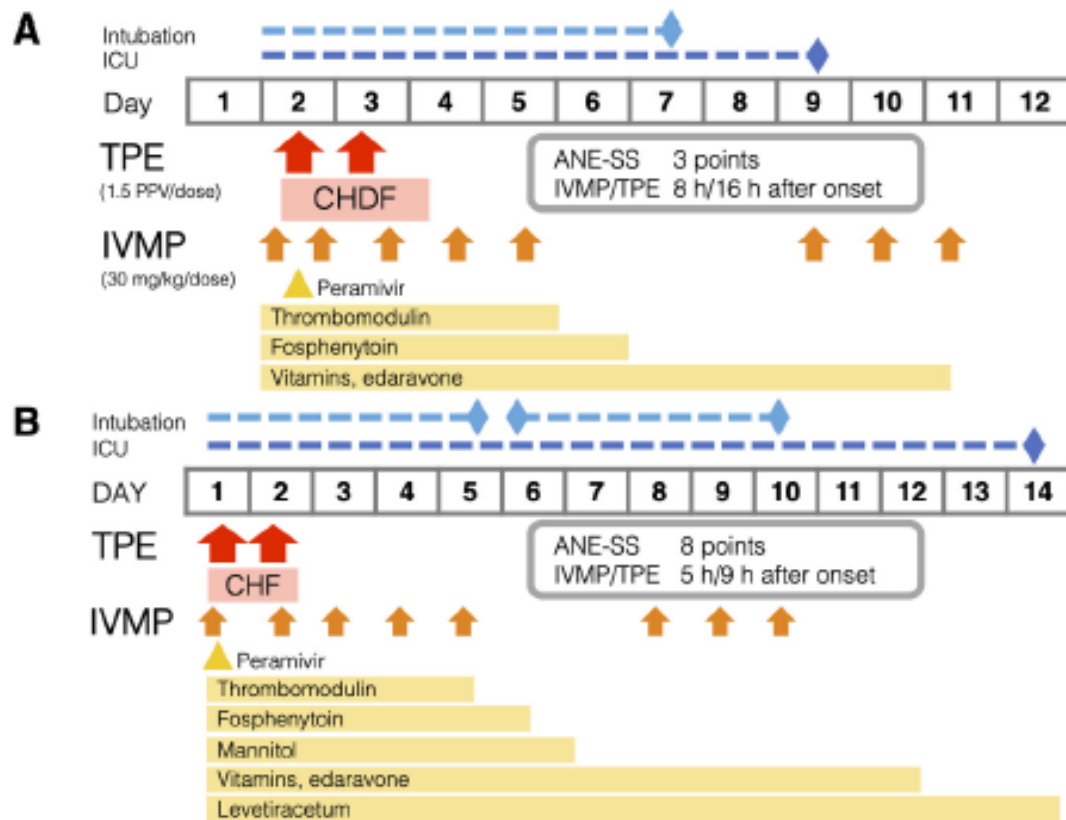 A
Intubation
ICU
Day 1 2 3 4 5 6 7 8 9 10 11 12
TPE
(1.5 PPV/dose)
CHDF
ANE-SS 3 points
IVMP/TPE 8 h/16 h after onset
IVMP
(30 mg/kg/dose)
Peramivir
Thrombomodulin
Fosphenytoin
Vitamins, edaravone
B
Intubation
ICU
DAY 1 2 3 4 5 6 7 8 9 10 11 12 13 14
TPE
CHF
ANE-SS 8 points
IVMP/TPE 5 h/9 h after onset
IVMP
Peramivir
Thrombomodulin
Fosphenytoin
Mannitol
Vitamins, edaravone
Levetiracetum